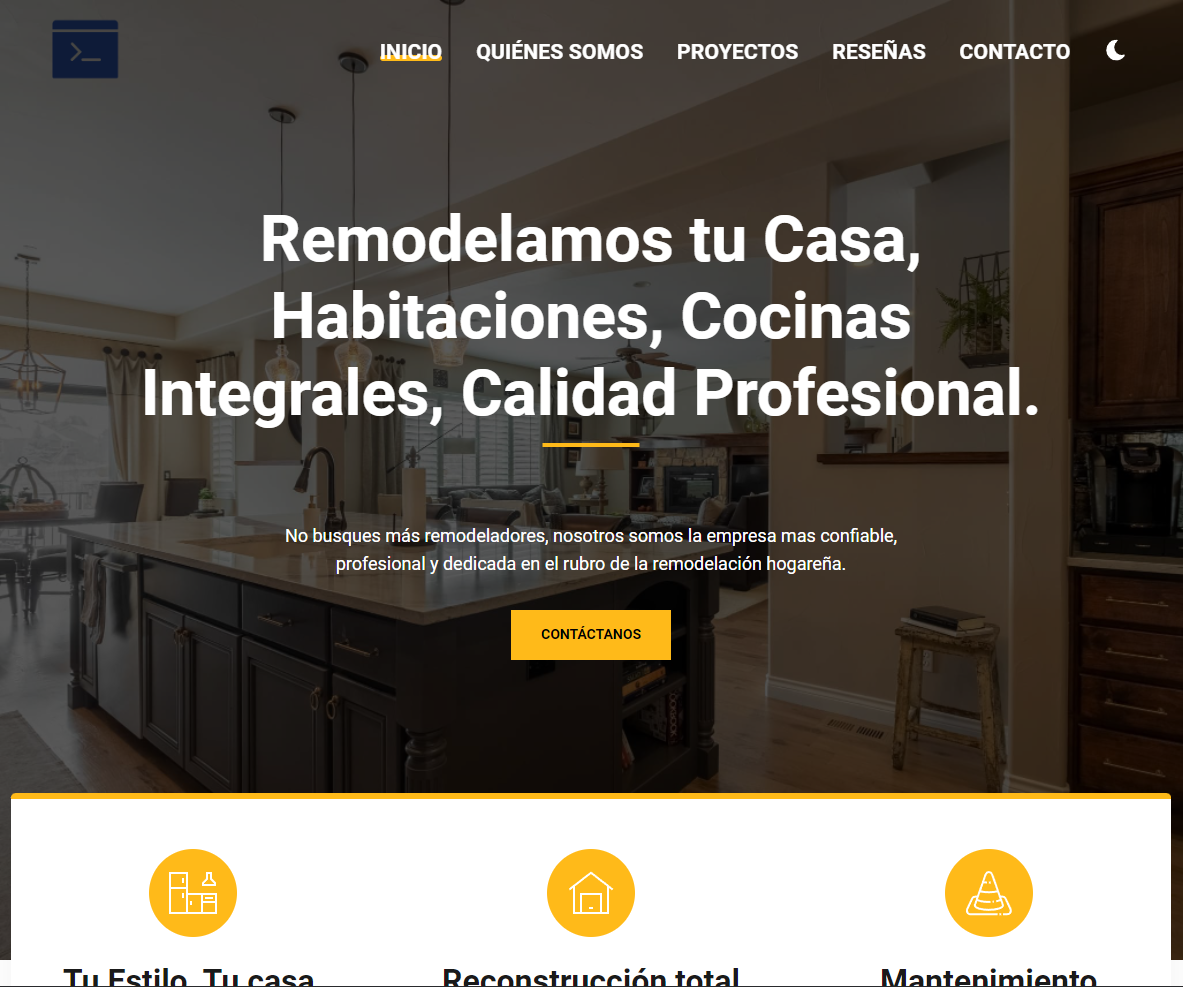 INICIO QUIÉNES SOMOS PROYECTOS RESEÑAS CONTACTO
Remodelamos tu Casa,
Habitaciones, Cocinas
Integrales, Calidad Profesional.
No busques más remodeladores, nosotros somos la empresa mas confiable,
profesional y dedicada en el rubro de la remodelación hogareña.
CONTÁCTANOS
Tu Estilo, Tu casa Reconstrucción total Mantenimiento